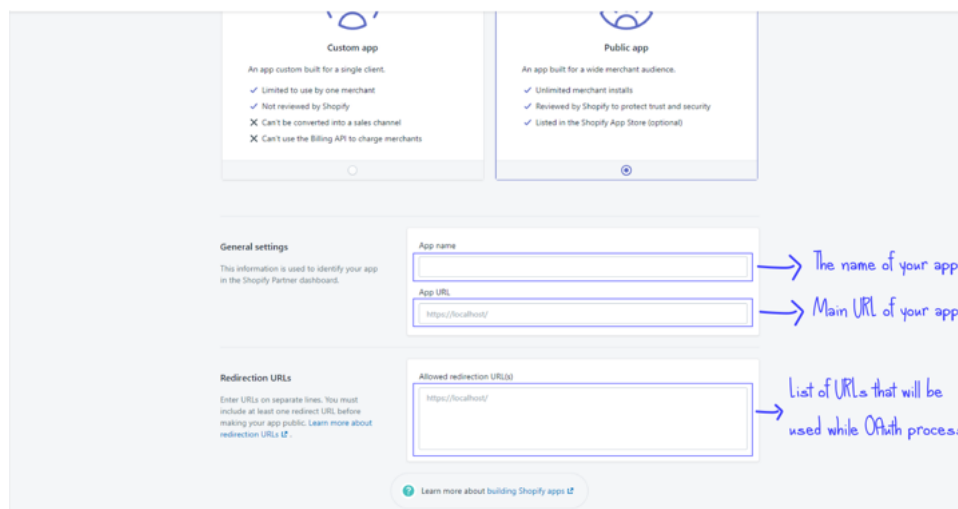 Custom app
An app custom built for a single client.
Limited to use by one merchant
Not reviewed by Shopify
Can't be converted into a sales channel
Can't use the Billing API to charge merchants
Public app
An app built for a wide merchant audience.
Unlimited merchant installs
Reviewed by Shopify to protect trust and security
Listed in the Shopify App Store (optional)
General settings
This information is used to identify your app
in the Shopify Partner dashboard.
App name
The name of your app
App URL
https://localhost/
Main URL of your app
Redirection URLs
Enter URLs on separate lines. You must
include at least one redirect URL before
making your app public. Learn more about
redirection URLs.
Allowed redirection URL(s)
https://localhost/
List of URLs that will be
used while OAuth process
Learn more about building Shopify apps